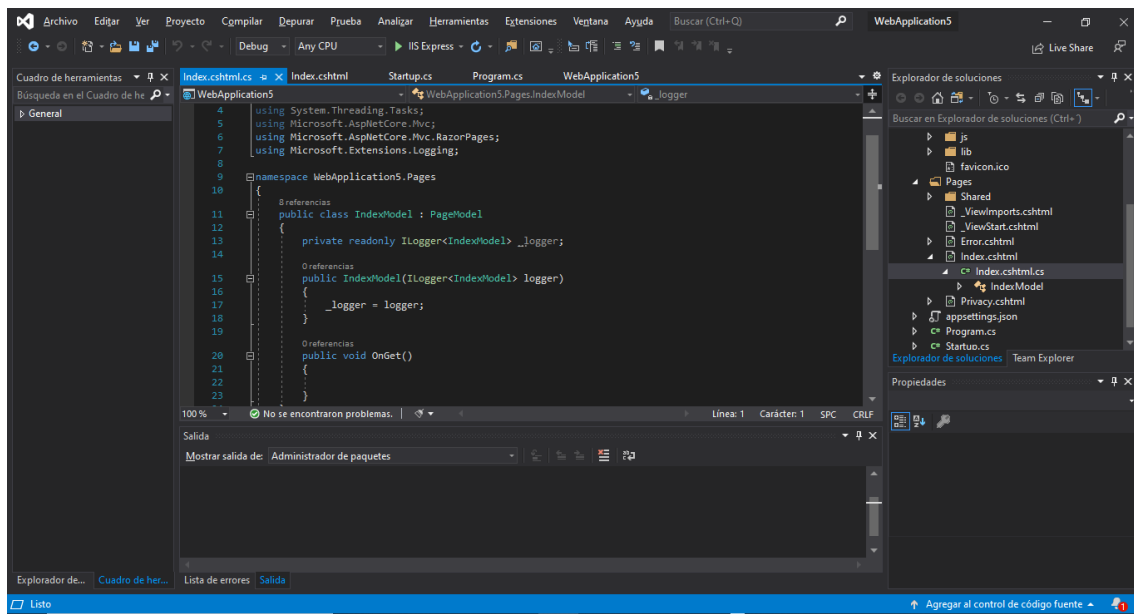 Archivo Editar Ver Proyecto Compilar Depurar Prueba Analizar Herramientas Extensiones Ventana Ayuda Buscar (Ctrl+Q) WebApplication5
Debug Any CPU IIS Express Live Share
Cuadro de herramientas
Búsqueda en el Cuadro de he
General
Index.cshtml.cs Index.cshtml Startup.cs Program.cs WebApplication5
WebApplication5 WebApplication5.Pages.IndexModel _logger
4 using System.Threading.Tasks;
5 using Microsoft.AspNetCore.Mvc;
6 using Microsoft.AspNetCore.Mvc.RazorPages;
7 using Microsoft.Extensions.Logging;
8
9 namespace WebApplication5.Pages
10 {
8 referencias
11 public class IndexModel : PageModel
12 {
13 private readonly ILogger<IndexModel> _logger;
14
0 referencias
15 public IndexModel(ILogger<IndexModel> logger)
16 {
17 _logger = logger;
18 }
19
0 referencias
20 public void OnGet()
21 {
22
23 }
100 % No se encontraron problemas. Línea: 1 Carácter: 1 SPC CRLF
Salida
Mostrar salida de: Administrador de paquetes
Explorador de... Cuadro de her...
Lista de errores Salida
Explorador de soluciones
Buscar en Explorador de soluciones (Ctrl+´)
js
lib
favicon.ico
Pages
Shared
_ViewImports.cshtml
_ViewStart.cshtml
Error.cshtml
Index.cshtml
C# Index.cshtml.cs
IndexModel
Privacy.cshtml
appsettings.json
C# Program.cs
C# Startup.cs
Explorador de soluciones Team Explorer
Propiedades
Listo Agregar al control de código fuente 1